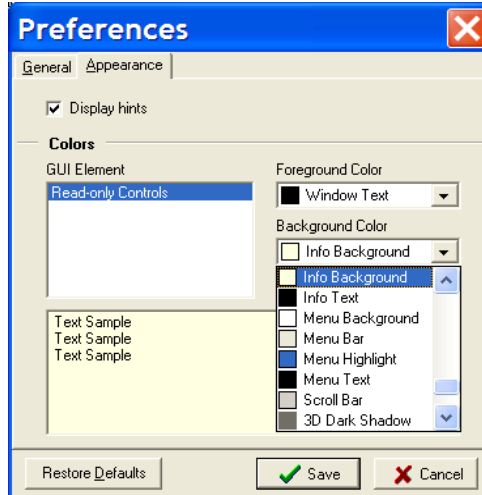 Preferences
General Appearance
Display hints
Colors
GUI Element
Read-only Controls
Foreground Color
Window Text
Background Color
Info Background
Info Background
Info Text
Menu Background
Menu Bar
Menu Highlight
Menu Text
Scroll Bar
3D Dark Shadow
Text Sample
Text Sample
Text Sample
Restore Defaults Save Cancel